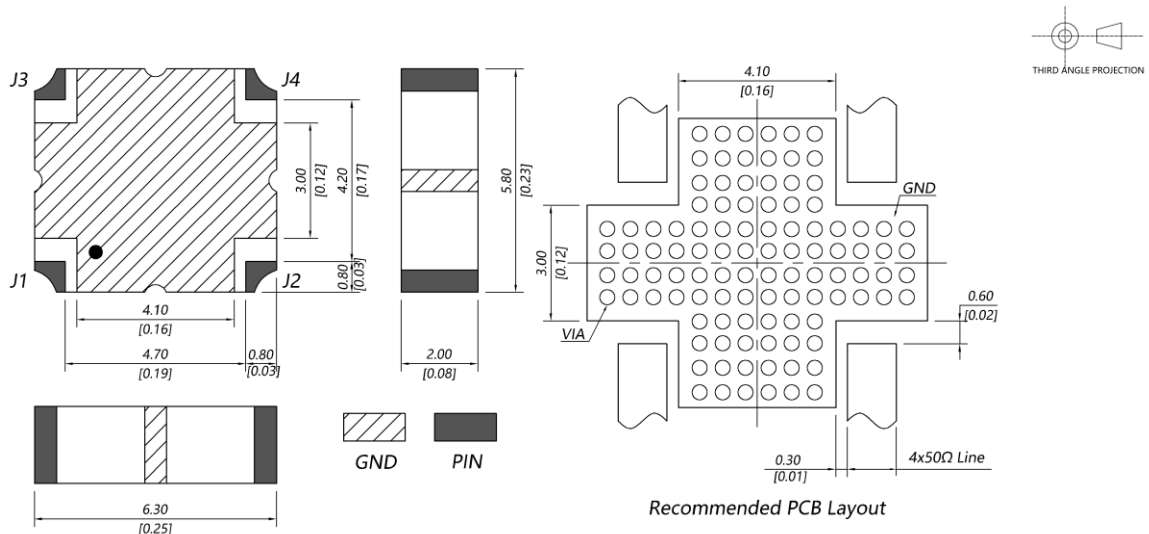 THIRD ANGLE PROJECTION
J3
J4
3.00
[0.12]
4.20
[0.17]
0.80
[0.03]
J1
J2
4.10
[0.16]
4.70
[0.19]
0.80
[0.03]
5.80
[0.23]
2.00
[0.08]
6.30
[0.25]
GND
PIN
4.10
[0.16]
GND
3.00
[0.12]
VIA
0.60
[0.02]
0.30
[0.01]
4x50Ω Line
Recommended PCB Layout